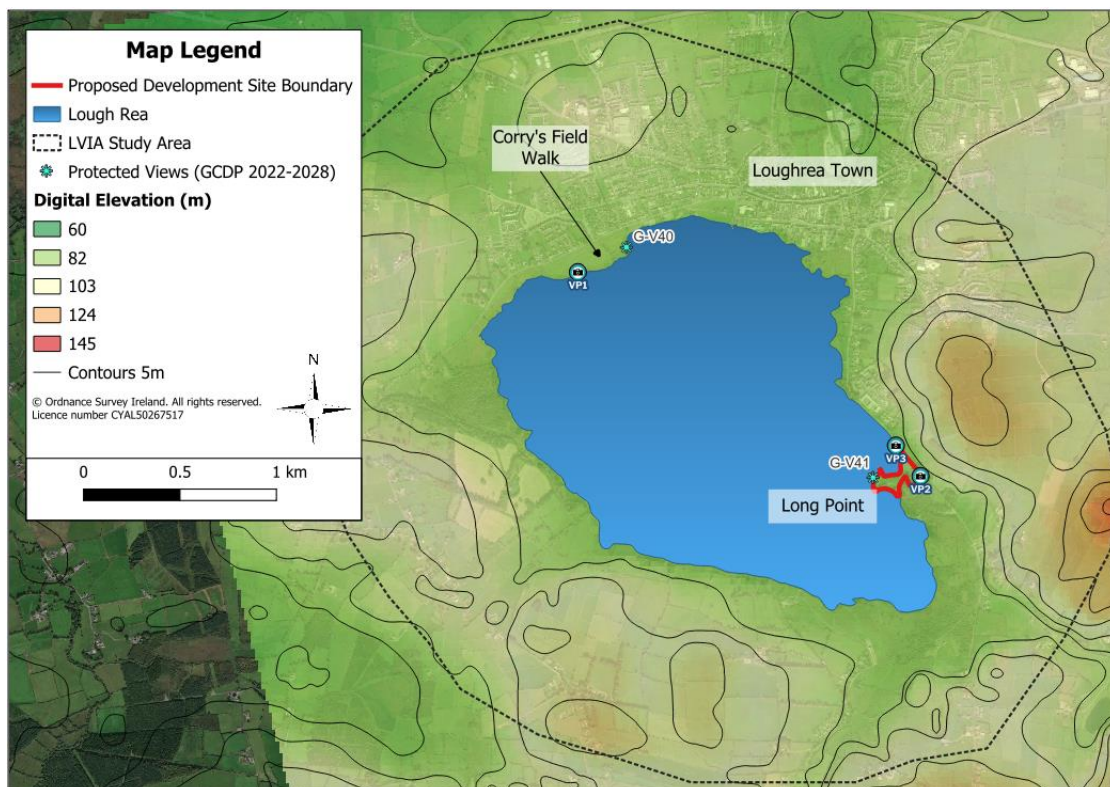 Map Legend
Proposed Development Site Boundary
Lough Rea
LVIA Study Area
Protected Views (GCDP 2022-2028)
Digital Elevation (m)
60
82
103
124
145
Contours 5m
© Ordnance Survey Ireland. All rights reserved.
Licence number CYAL50267517
N
0 0.5 1 km
Corry's Field
Walk
Loughrea Town
G-V40
VP1
VP3
G-V41
VP2
Long Point